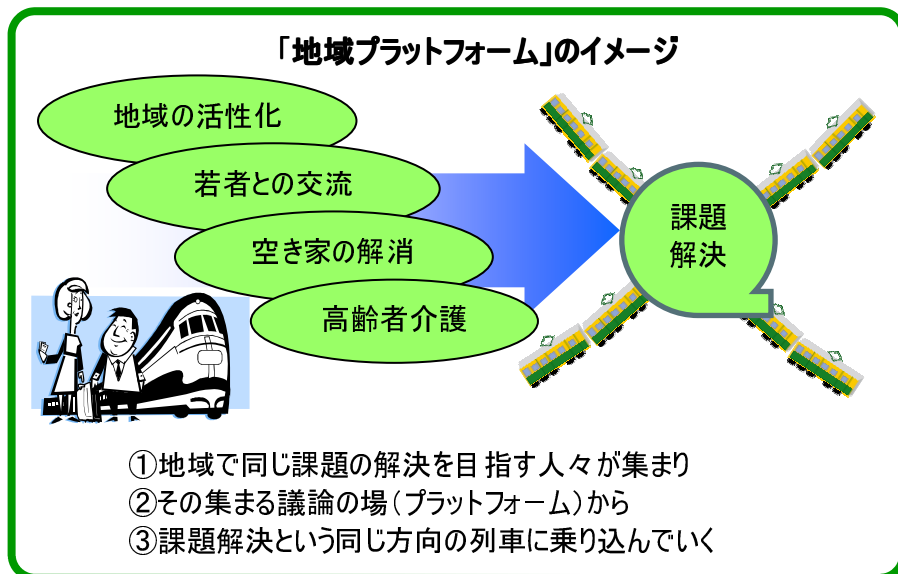 「地域プラットフォーム」のイメージ
地域の活性化
若者との交流
空き家の解消
高齢者介護
課題
解決
①地域で同じ課題の解決を目指す人々が集まり
②その集まる議論の場(プラットフォーム)から
③課題解決という同じ方向の列車に乗り込んでいく